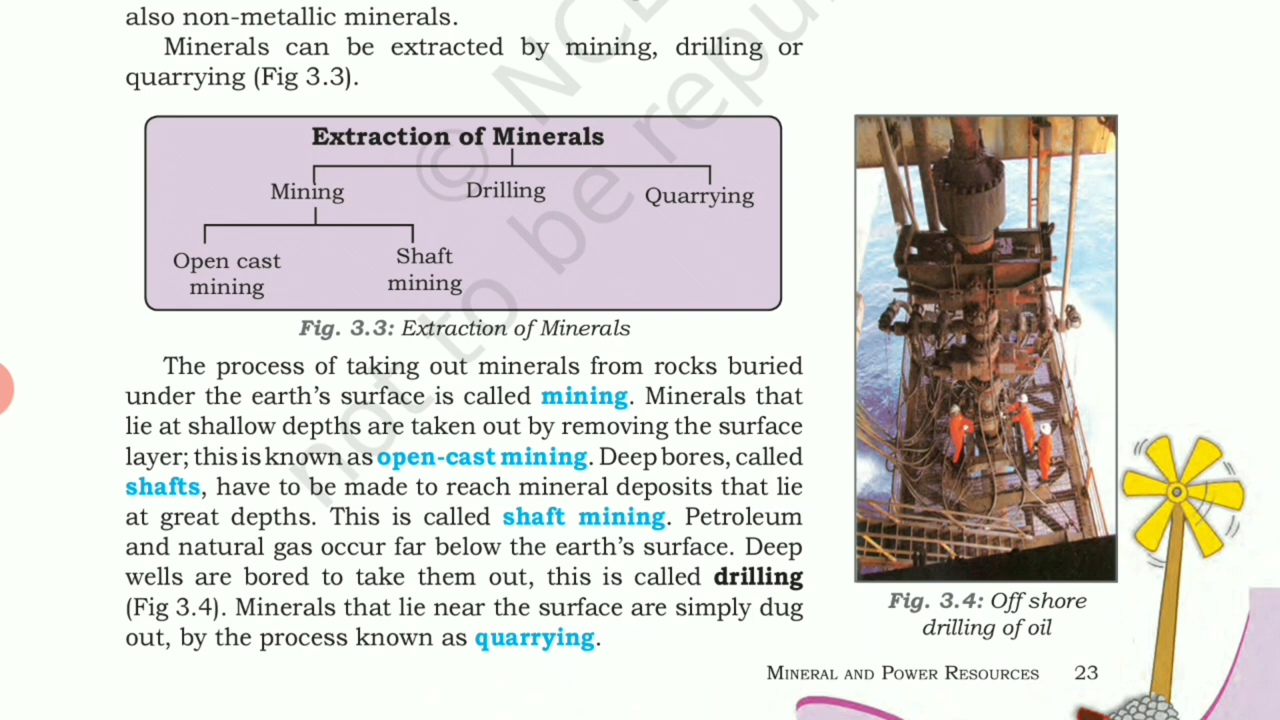 also non-metallic minerals.
Minerals can be extracted by mining, drilling or
quarrying (Fig 3.3).
Extraction of Minerals
Mining
Drilling
Quarrying
Open cast
mining
Shaft
mining
Fig. 3.3: Extraction of Minerals
The process of taking out minerals from rocks buried
under the earth's surface is called mining. Minerals that
lie at shallow depths are taken out by removing the surface
layer; this is known as open-cast mining. Deep bores, called
shafts, have to be made to reach mineral deposits that lie
at great depths. This is called shaft mining. Petroleum
and natural gas occur far below the earth's surface. Deep
wells are bored to take them out, this is called drilling
(Fig 3.4). Minerals that lie near the surface are simply dug
out, by the process known as quarrying.
Fig. 3.4: Off shore
drilling of oil
MINERAL AND POWER RESOURCES 23
not to be